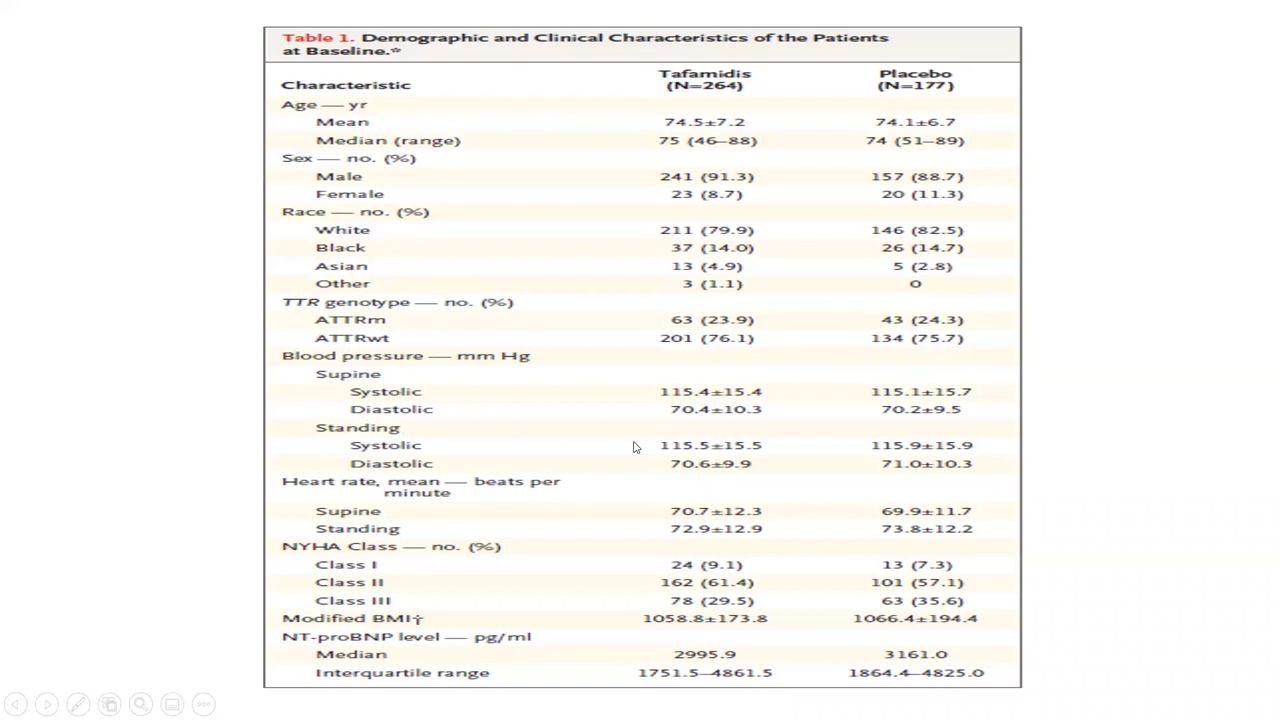 Table 1. Demographic and Clinical Characteristics of the Patients
at Baseline.*
Characteristic Tafamidis (N=264) Placebo (N=177)
Age — yr
Mean 74.5±7.2 74.1±6.7
Median (range) 75 (46–88) 74 (51–89)
Sex — no. (%)
Male 241 (91.3) 157 (88.7)
Female 23 (8.7) 20 (11.3)
Race — no. (%)
White 211 (79.9) 146 (82.5)
Black 37 (14.0) 26 (14.7)
Asian 13 (4.9) 5 (2.8)
Other 3 (1.1) 0
TTR genotype — no. (%)
ATTRm 63 (23.9) 43 (24.3)
ATTRwt 201 (76.1) 134 (75.7)
Blood pressure — mm Hg
Supine
Systolic 115.4±15.4 115.1±15.7
Diastolic 70.4±10.3 70.2±9.5
Standing
Systolic 115.5±15.5 115.9±15.9
Diastolic 70.6±9.9 71.0±10.3
Heart rate, mean — beats per
minute
Supine 70.7±12.3 69.9±11.7
Standing 72.9±12.9 73.8±12.2
NYHA Class — no. (%)
Class I 24 (9.1) 13 (7.3)
Class II 162 (61.4) 101 (57.1)
Class III 78 (29.5) 63 (35.6)
Modified BMI† 1058.8±173.8 1066.4±194.4
NT-proBNP level — pg/ml
Median 2995.9 3161.0
Interquartile range 1751.5–4861.5 1864.4–4825.0